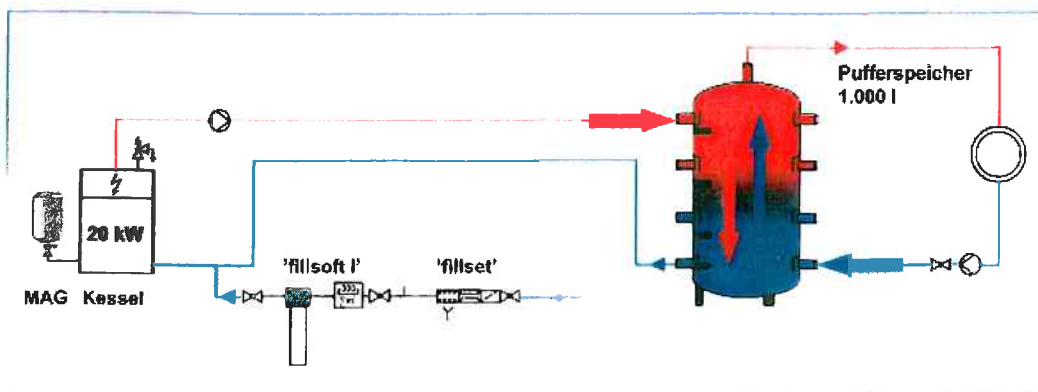 Pufferspeicher
1.000 l
20 kW
MAG Kessel
'fillsoft I'
'fillset'